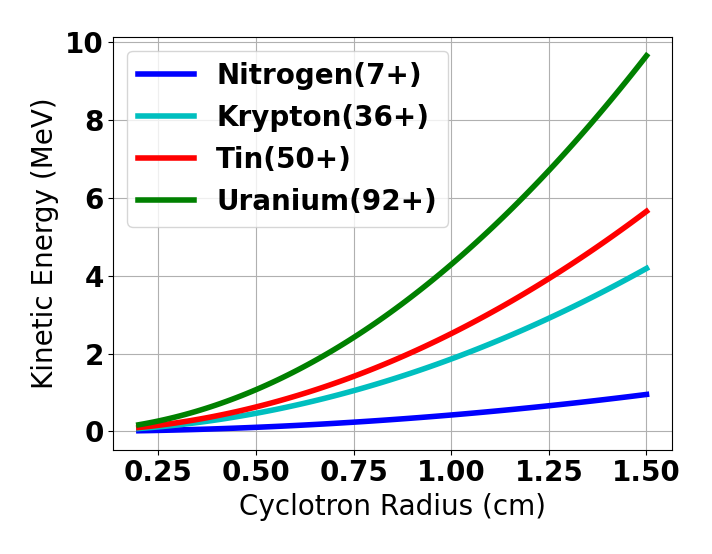 10
8
6
4
2
0
Kinetic Energy (MeV)
Nitrogen(7+)
Krypton(36+)
Tin(50+)
Uranium(92+)
0.25 0.50 0.75 1.00 1.25 1.50
Cyclotron Radius (cm)